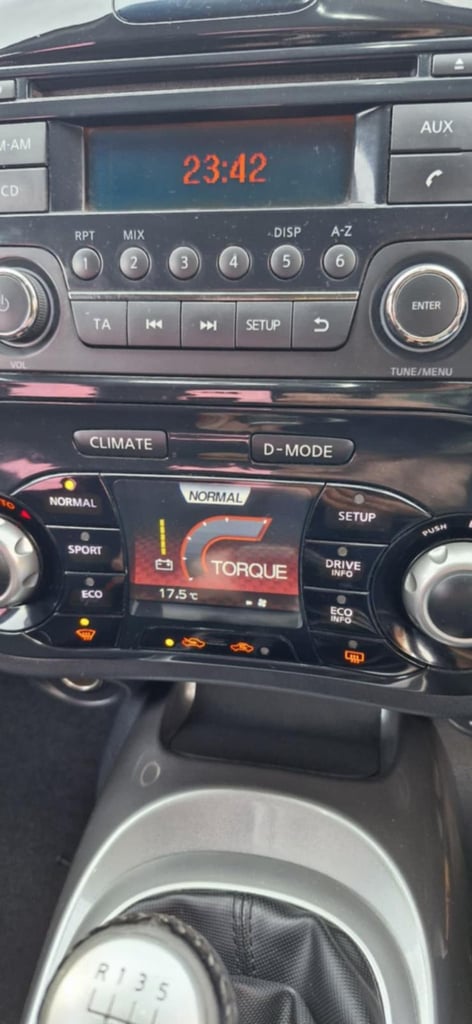 23:42
AUX
M·AM
CD
RPT MIX DISP A-Z
1 2 3 4 5 6
ENTER
TA SETUP
VOL TUNE/MENU
CLIMATE D-MODE
NORMAL NORMAL SETUP
PUSH
SPORT DRIVE INFO
TORQUE
ECO ECO INFO
17.5°C
R 1 3 5